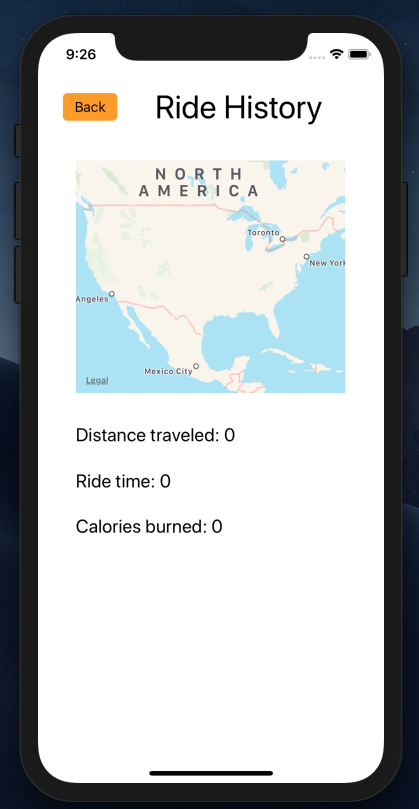 9:26
Back
Ride History
NORTH
AMERICA
Toronto
New York
Angeles
Mexico City
Legal
Distance traveled: 0
Ride time: 0
Calories burned: 0